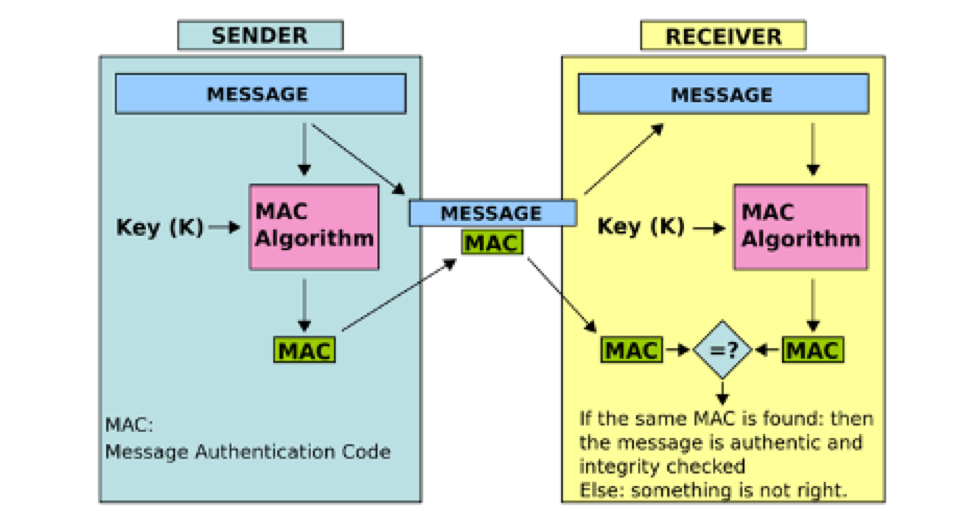 SENDER
MESSAGE
Key (K)
MAC
Algorithm
MAC
MAC:
Message Authentication Code
MESSAGE
MAC
RECEIVER
MESSAGE
Key (K)
MAC
Algorithm
MAC
=?
MAC
If the same MAC is found: then
the message is authentic and
integrity checked
Else: something is not right.